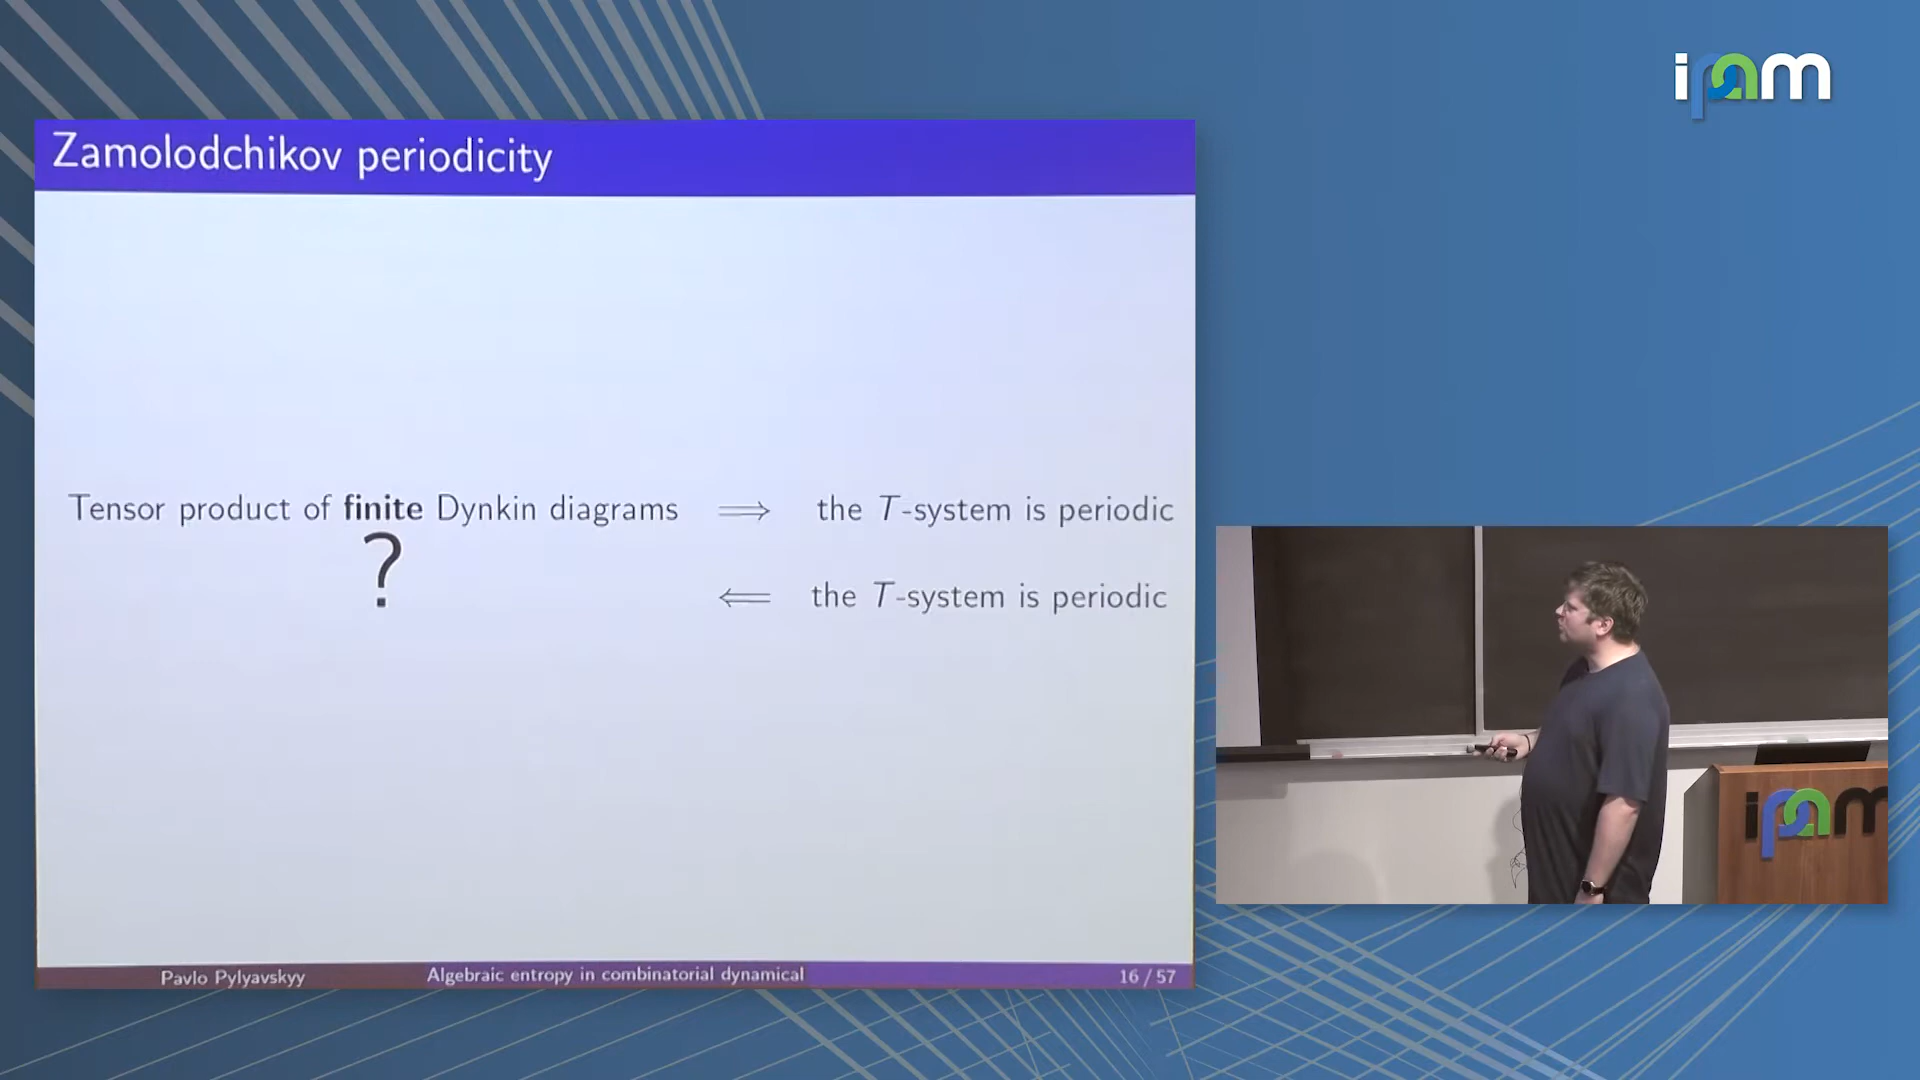 ipam
Zamolodchikov periodicity
Tensor product of finite Dynkin diagrams ⟹ the T-system is periodic
? ⟸ the T-system is periodic
ipam
Pavlo Pylyavskyy Algebraic entropy in combinatorial dynamical 16 / 57